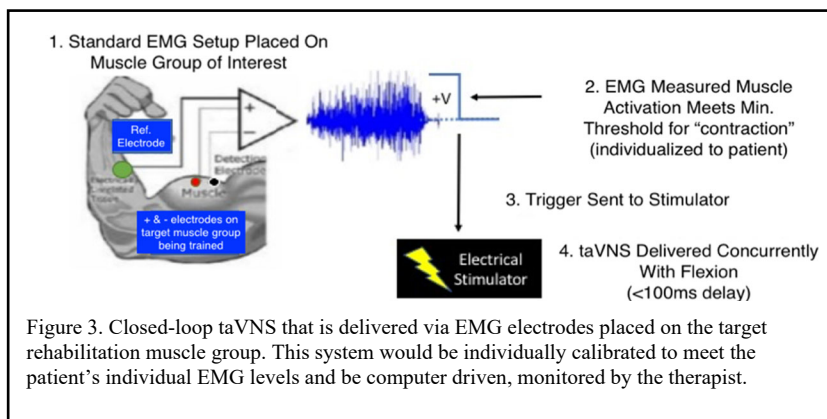 1. Standard EMG Setup Placed On
Muscle Group of Interest
Ref.
Electrode
+
−
Detecting
Electrode
Muscle
+ & - electrodes on
target muscle group
being trained
+V
2. EMG Measured Muscle
Activation Meets Min.
Threshold for “contraction”
(individualized to patient)
3. Trigger Sent to Stimulator
Electrical
Stimulator
4. taVNS Delivered Concurrently
With Flexion
(<100ms delay)
Figure 3. Closed-loop taVNS that is delivered via EMG electrodes placed on the target
rehabilitation muscle group. This system would be individually calibrated to meet the
patient’s individual EMG levels and be computer driven, monitored by the therapist.